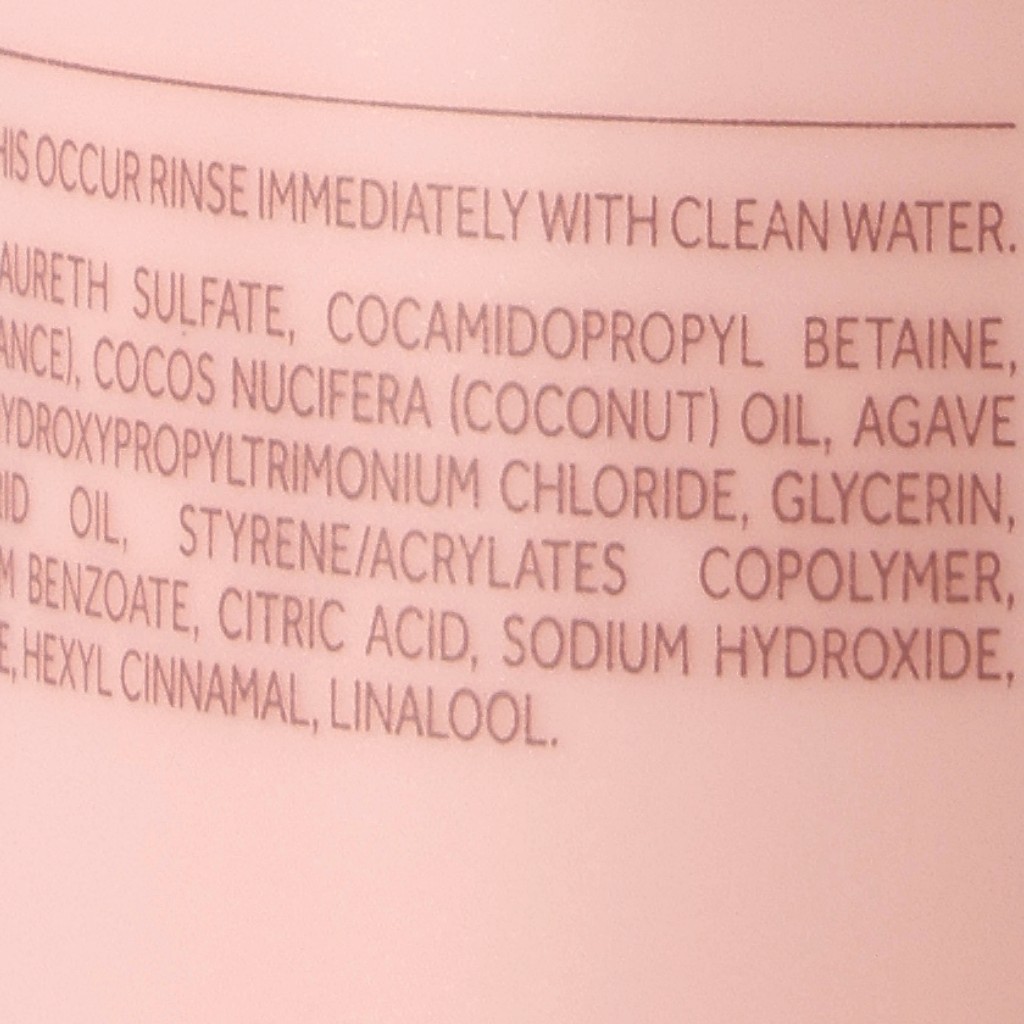 HIS OCCUR RINSE IMMEDIATELY WITH CLEAN WATER.
AURETH SULFATE, COCAMIDOPROPYL BETAINE,
ANCE), COCOS NUCIFERA (COCONUT) OIL, AGAVE
YDROXYPROPYLTRIMONIUM CHLORIDE, GLYCERIN,
ID OIL, STYRENE/ACRYLATES COPOLYMER,
M BENZOATE, CITRIC ACID, SODIUM HYDROXIDE,
E, HEXYL CINNAMAL, LINALOOL.